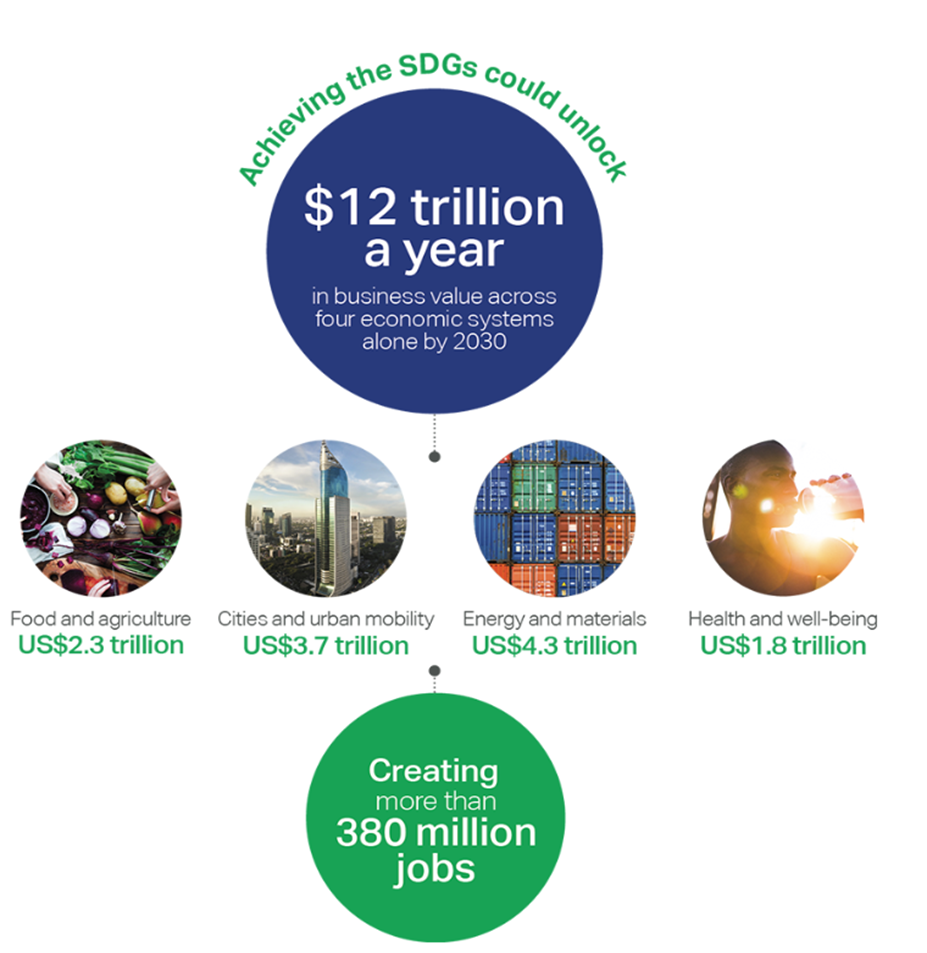 Achieving the SDGs could unlock
$12 trillion
a year
in business value across
four economic systems
alone by 2030
Food and agriculture
US$2.3 trillion
Cities and urban mobility
US$3.7 trillion
Energy and materials
US$4.3 trillion
Health and well-being
US$1.8 trillion
Creating
more than
380 million
jobs